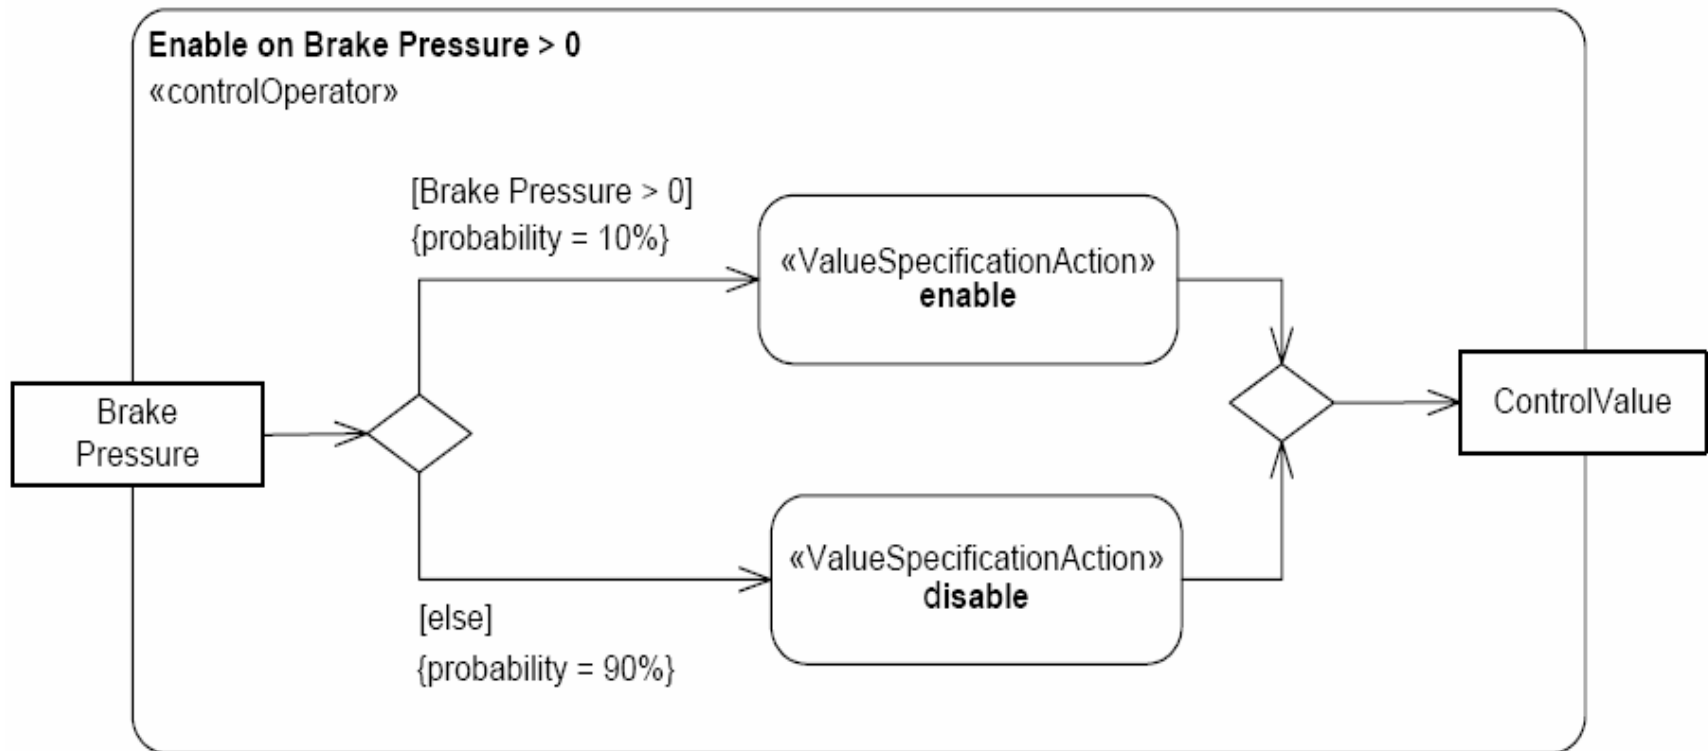 Enable on Brake Pressure > 0
«controlOperator»
[Brake Pressure > 0]
{probability = 10%}
«ValueSpecificationAction»
enable
Brake
Pressure
ControlValue
«ValueSpecificationAction»
disable
[else]
{probability = 90%}